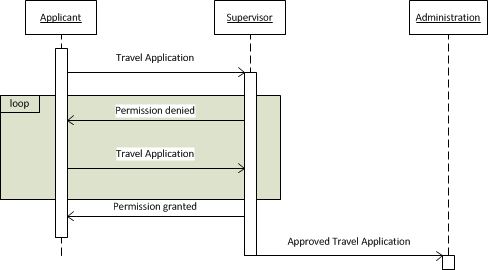 Applicant
Supervisor
Administration
Travel Application
loop
Permission denied
Travel Application
Permission granted
Approved Travel Application